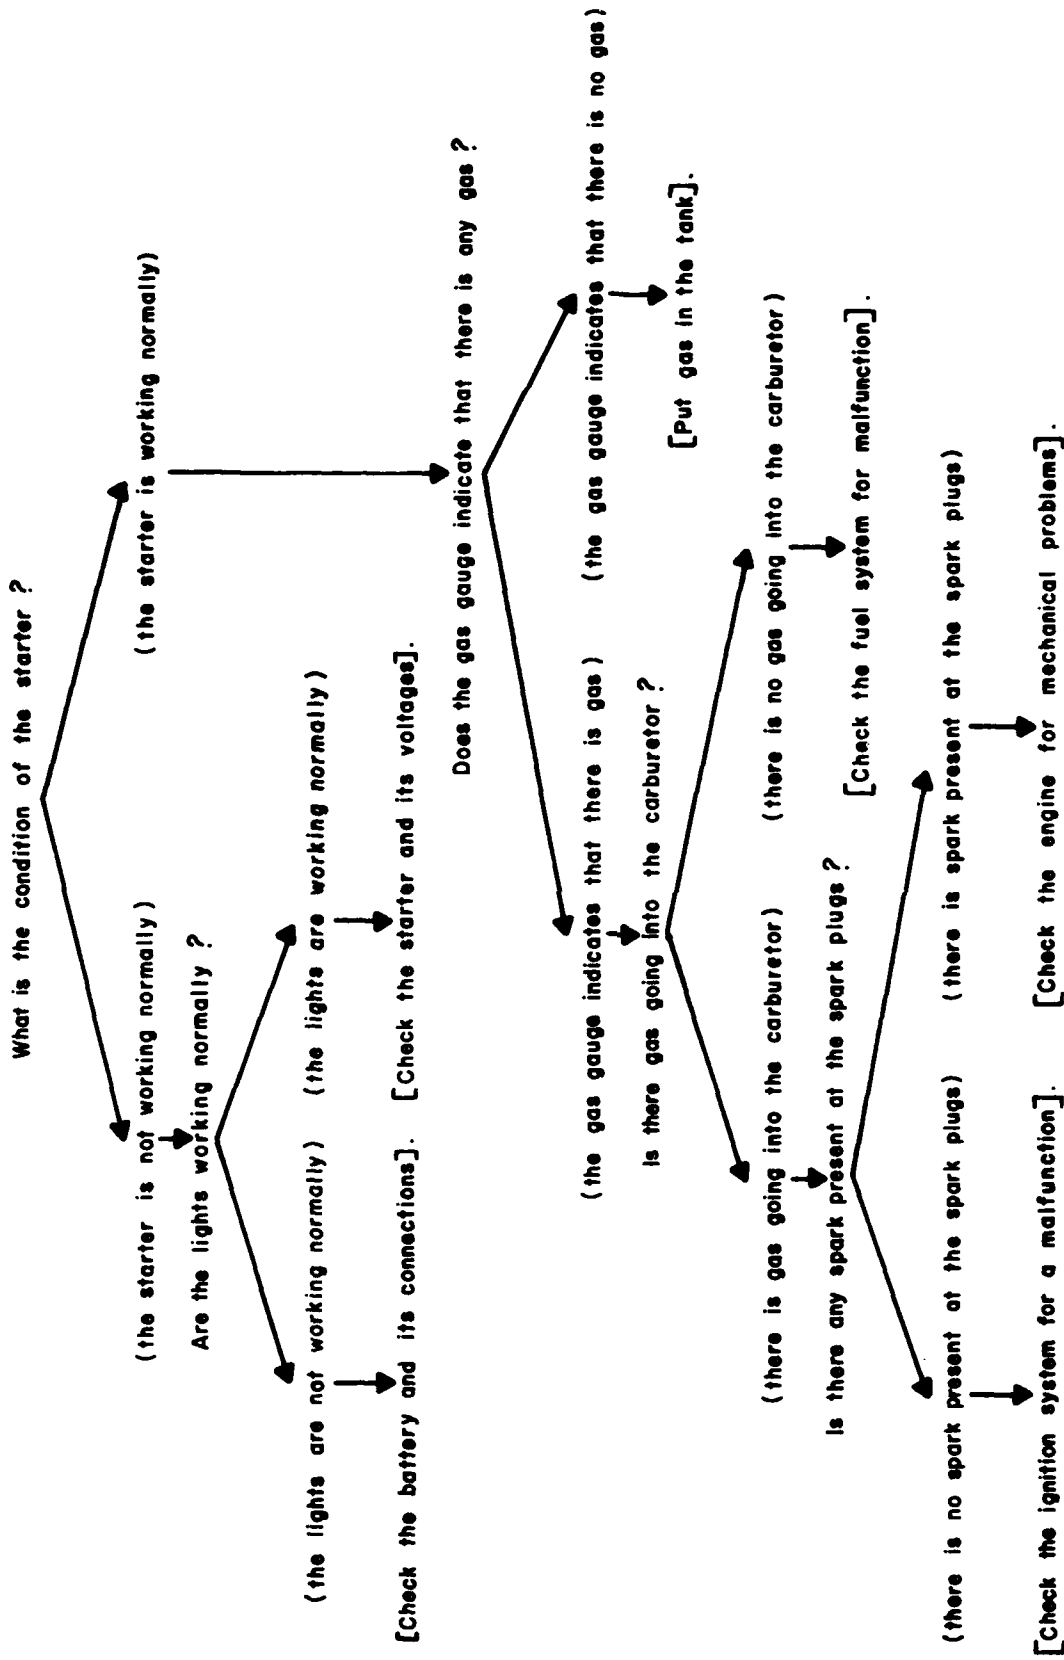 What is the condition of the starter?
(the starter is not working normally)
(the starter is working normally)
Are the lights working normally?
(the lights are not working normally)
(the lights are working normally)
[Check the battery and its connections].
[Check the starter and its voltages].
Does the gas gauge indicate that there is any gas?
(the gas gauge indicates that there is gas)
(the gas gauge indicates that there is no gas)
Is there gas going into the carburetor?
[Put gas in the tank].
(there is gas going into the carburetor)
(there is no gas going into the carburetor)
Is there any spark present at the spark plugs?
[Check the fuel system for malfunction].
(there is no spark present at the spark plugs)
(there is spark present at the spark plugs)
[Check the ignition system for a malfunction].
[Check the engine for mechanical problems].